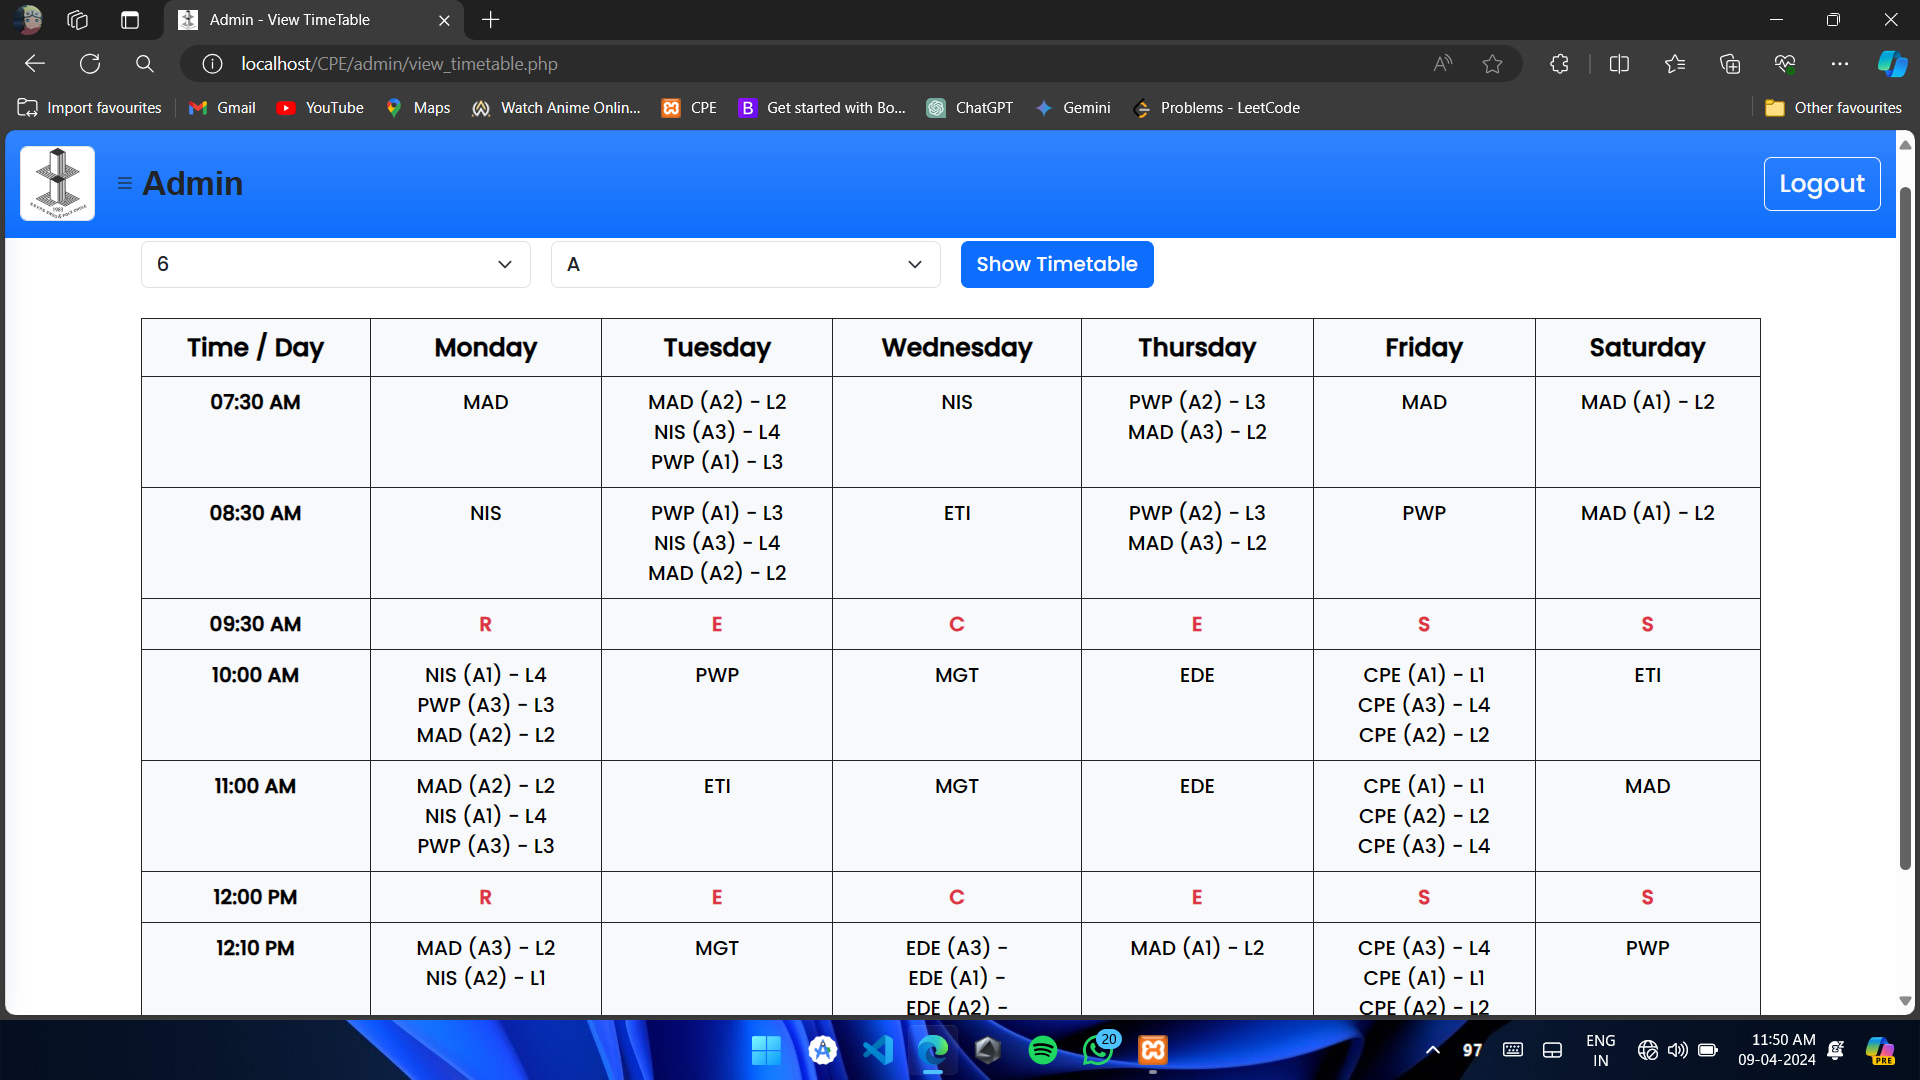 Admin - View TimeTable
localhost/CPE/admin/view_timetable.php
Import favourites Gmail YouTube Maps Watch Anime Onlin... CPE Get started with Bo... ChatGPT Gemini Problems - LeetCode Other favourites
Admin Logout
6 A Show Timetable
Time / Day Monday Tuesday Wednesday Thursday Friday Saturday
07:30 AM MAD MAD (A2) - L2 NIS PWP (A2) - L3 MAD MAD (A1) - L2
NIS (A3) - L4 MAD (A3) - L2
PWP (A1) - L3
08:30 AM NIS PWP (A1) - L3 ETI PWP (A2) - L3 PWP MAD (A1) - L2
NIS (A3) - L4 MAD (A3) - L2
MAD (A2) - L2
09:30 AM R E C E S S
10:00 AM NIS (A1) - L4 PWP MGT EDE CPE (A1) - L1 ETI
PWP (A3) - L3 CPE (A3) - L4
MAD (A2) - L2 CPE (A2) - L2
11:00 AM MAD (A2) - L2 ETI MGT EDE CPE (A1) - L1 MAD
NIS (A1) - L4 CPE (A2) - L2
PWP (A3) - L3 CPE (A3) - L4
12:00 PM R E C E S S
12:10 PM MAD (A3) - L2 MGT EDE (A3) - MAD (A1) - L2 CPE (A3) - L4 PWP
NIS (A2) - L1 EDE (A1) - CPE (A1) - L1
EDE (A2) - CPE (A2) - L2
20
97
ENG
IN
11:50 AM
09-04-2024
PRE